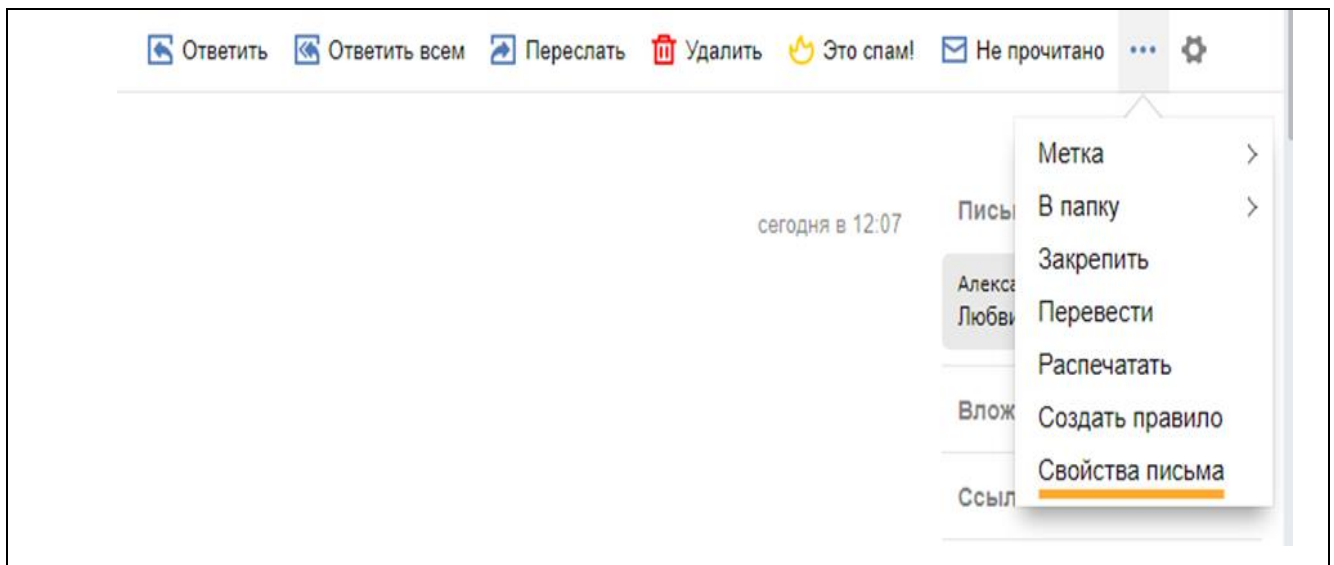 Ответить Ответить всем Переслать Удалить Это спам! Не прочитано ...
Метка
В папку
сегодня в 12:07
Закрепить
Перевести
Распечатать
Создать правило
Свойства письма